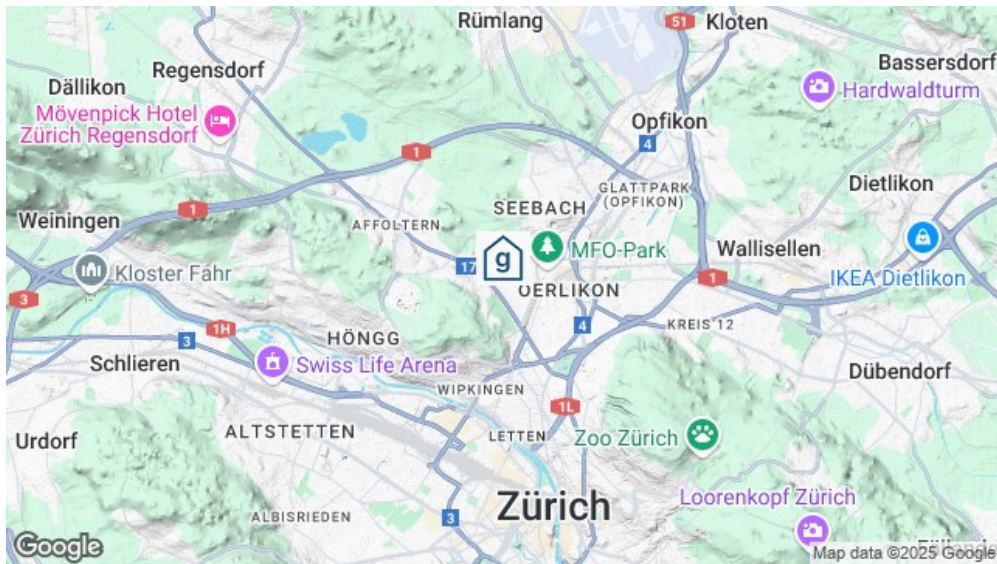 Rümlang
51
Kloten
Bassersdorf
Regensdorf
Dällikon
Hardwaldturm
Mövenpick Hotel
Zürich Regensdorf
Opfikon
4
1
GLATTPARK
(OPFIKON)
Dietlikon
1
SEEBACH
Weiningen
AFFOLTERN
MFO-Park
Wallisellen
g
17
Kloster Fahr
1
IKEA Dietlikon
OERLIKON
3
1H
4
KREIS 12
3
HÖNGG
Schlieren
Swiss Life Arena
Dübendorf
WIPKINGEN
1L
Urdorf
ALTSTETTEN
LETTEN
Zoo Zürich
Loorenkopf Zürich
Zürich
ALBISRIEDEN
3
Google
Map data ©2025 Google